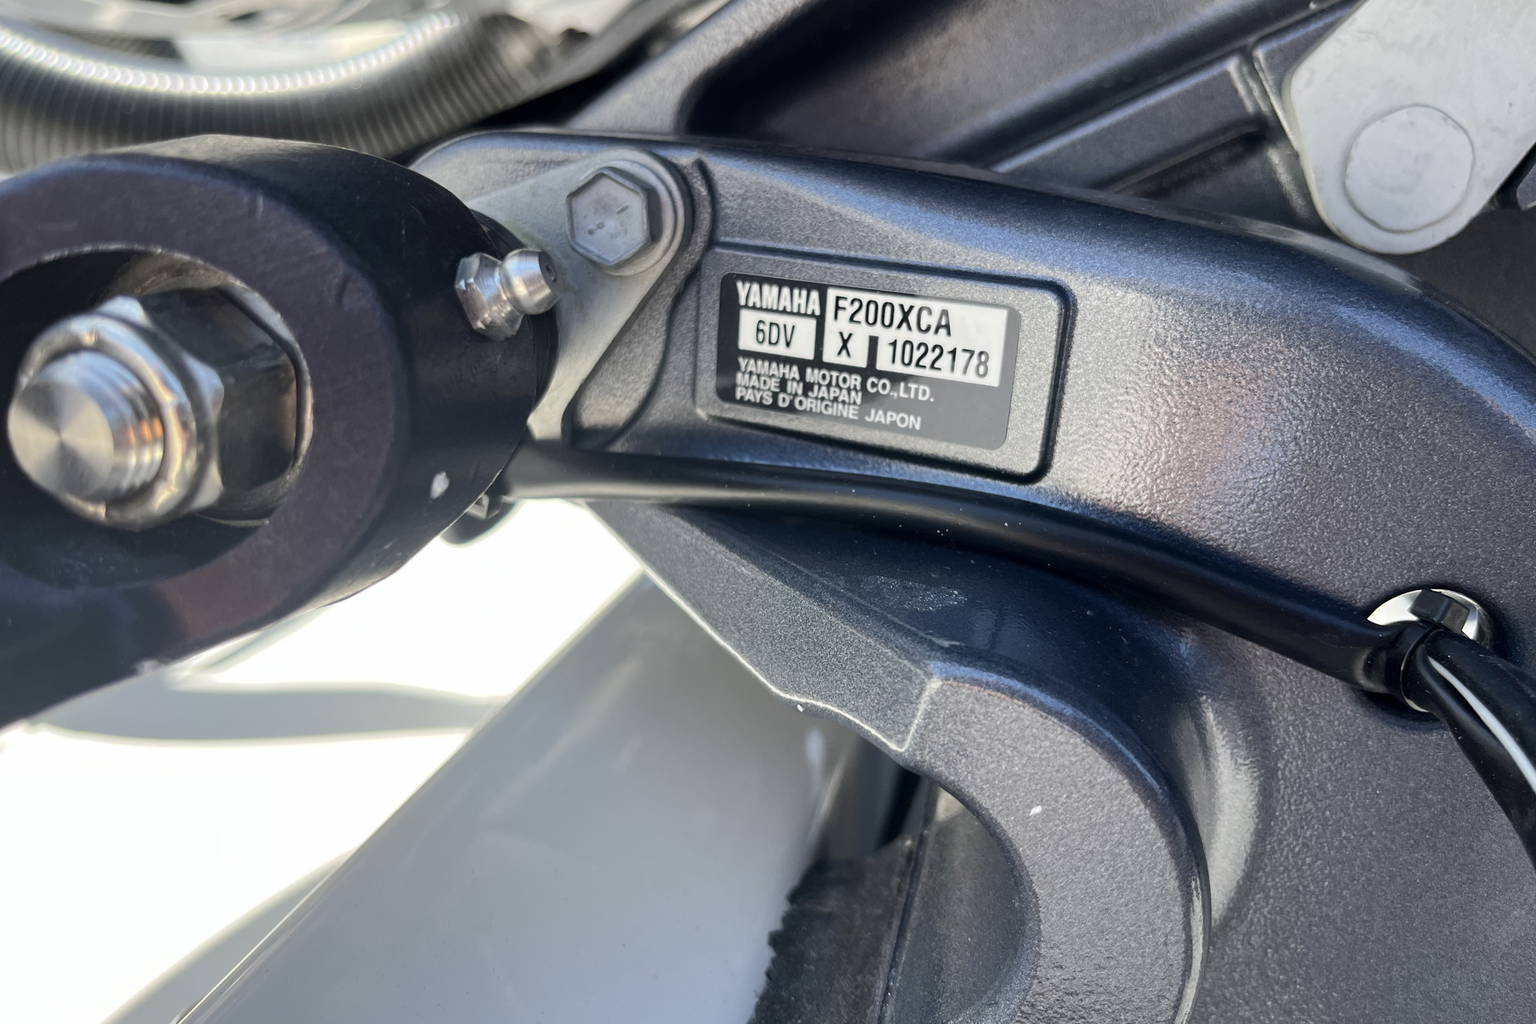 YAMAHA F200XCA
6DV X 1022178
YAMAHA MOTOR CO.,LTD.
MADE IN JAPAN
PAYS D'ORIGINE JAPON